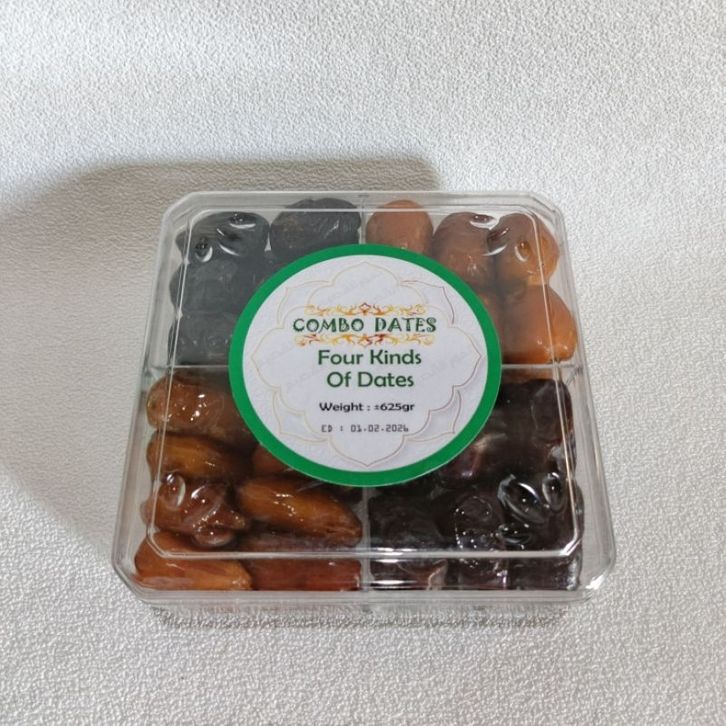 COMBO DATES
Four Kinds
Of Dates
Weight : ±625gr
ED : 01.02.2026